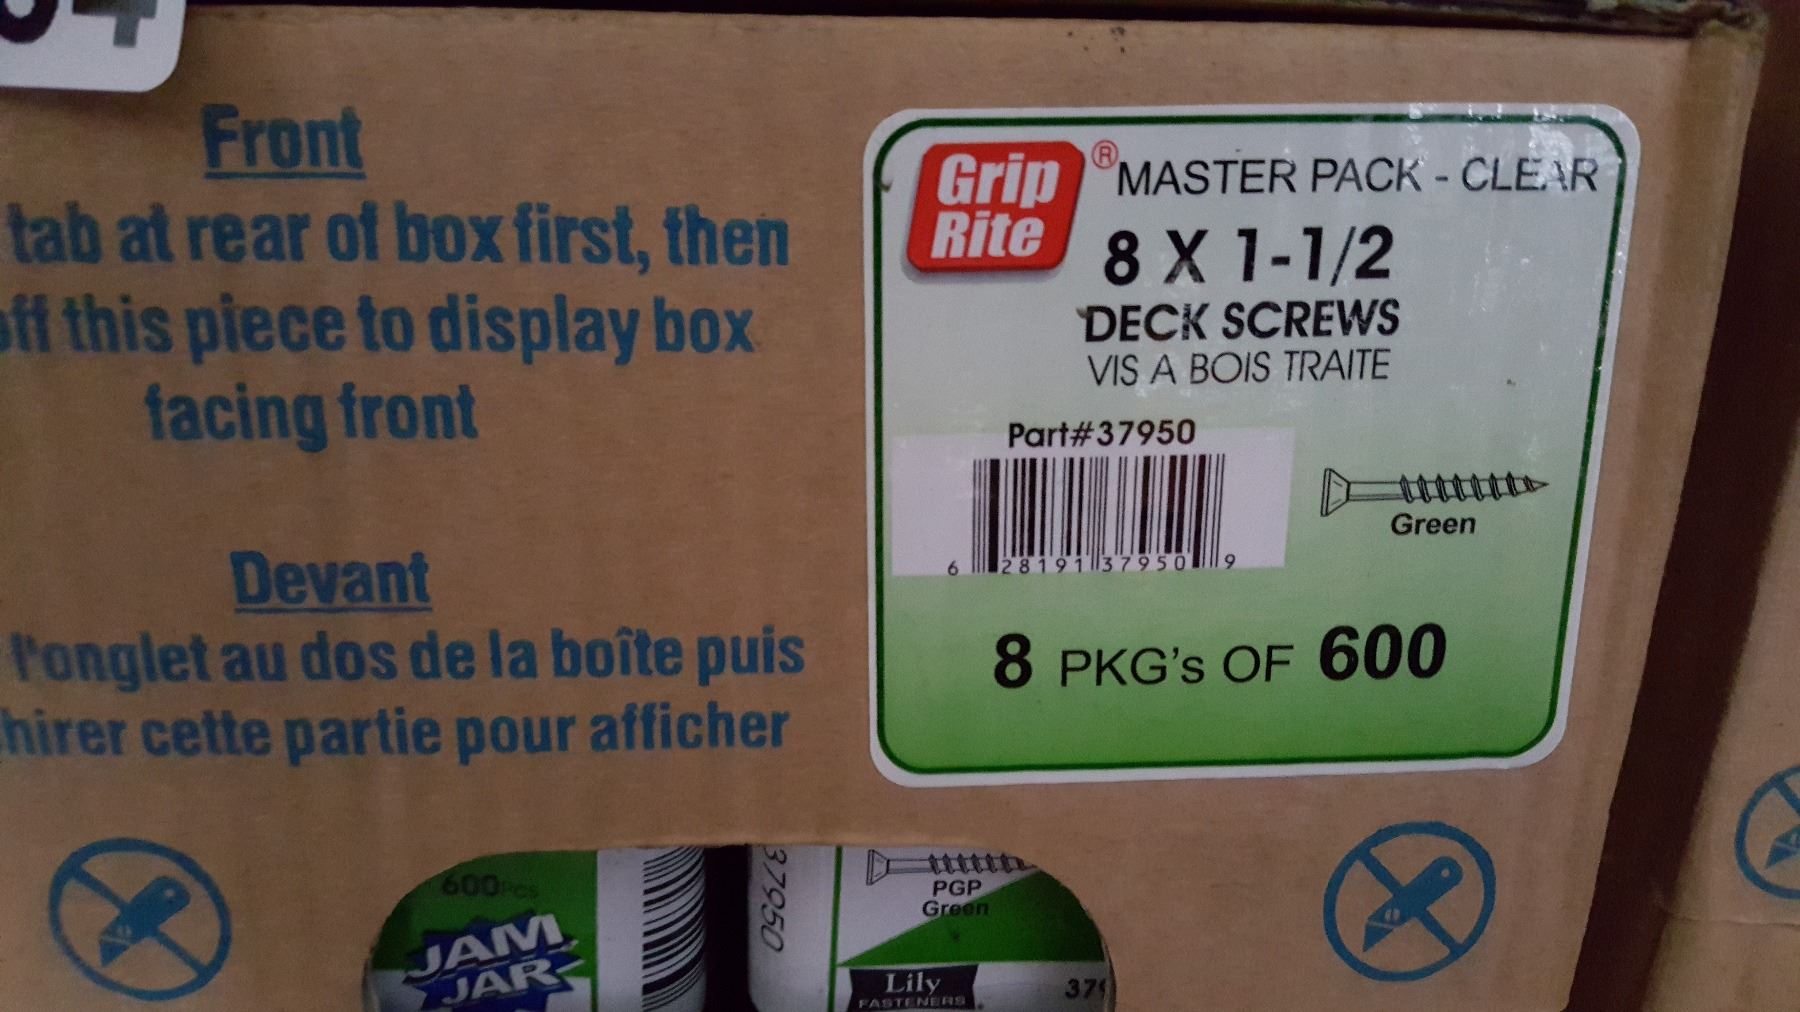 Front
tab at rear of box first, then
off this piece to display box
facing front
Devant
l'onglet au dos de la boîte puis
hirer cette partie pour afficher
Grip
Rite
®
MASTER PACK - CLEAR
8 X 1-1/2
DECK SCREWS
VIS A BOIS TRAITE
Part#37950
6 28191 37950 9
Green
8 PKG's OF 600
600PCS
JAM
JAR
37950
PGP
Green
Lily
FASTENERS